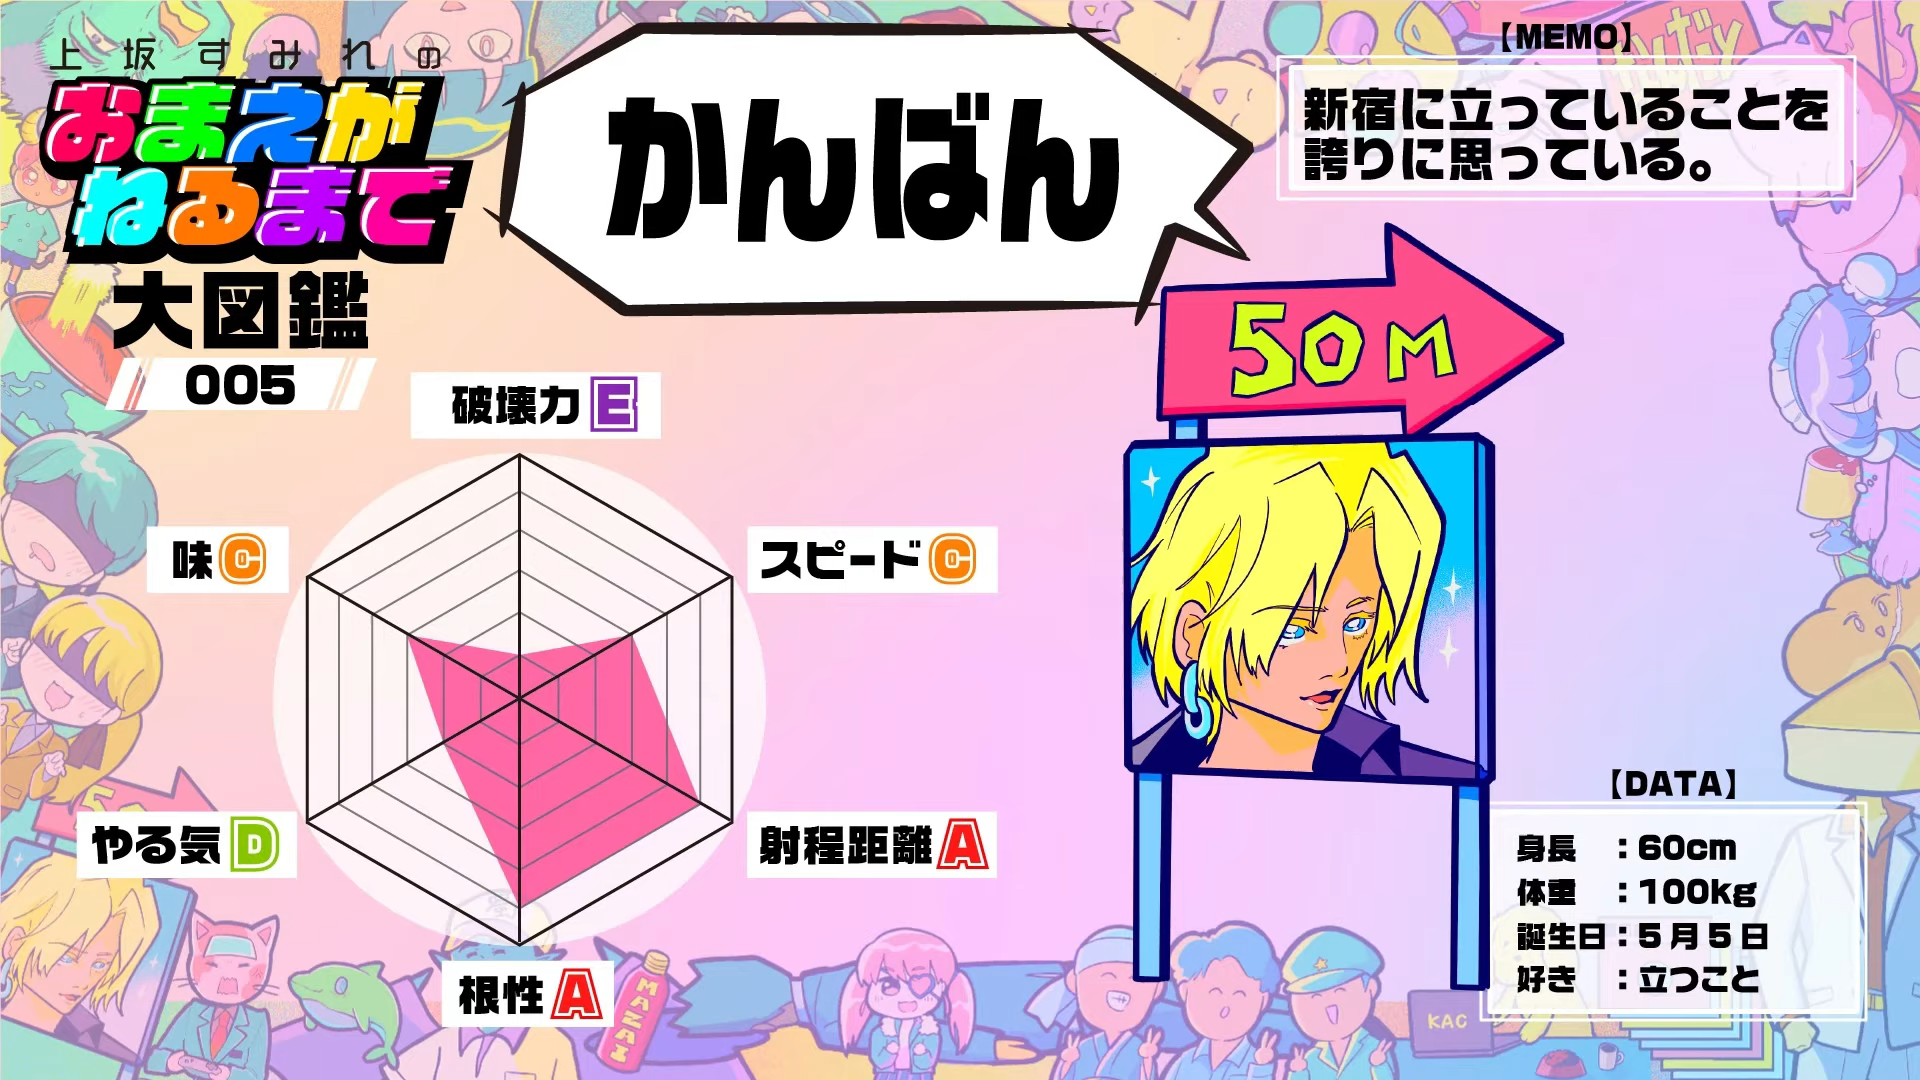 上坂すみれの
おまえが
ねるまで
大図鑑
005
かんばん
【MEMO】
新宿に立っていることを
誇りに思っている。
50M
破壊力 E
味 C
スピード C
やる気 D
射程距離 A
根性 A
【DATA】
身長 : 60cm
体重 : 100kg
誕生日 : 5月5日
好き : 立つこと
MAZAI
KAC